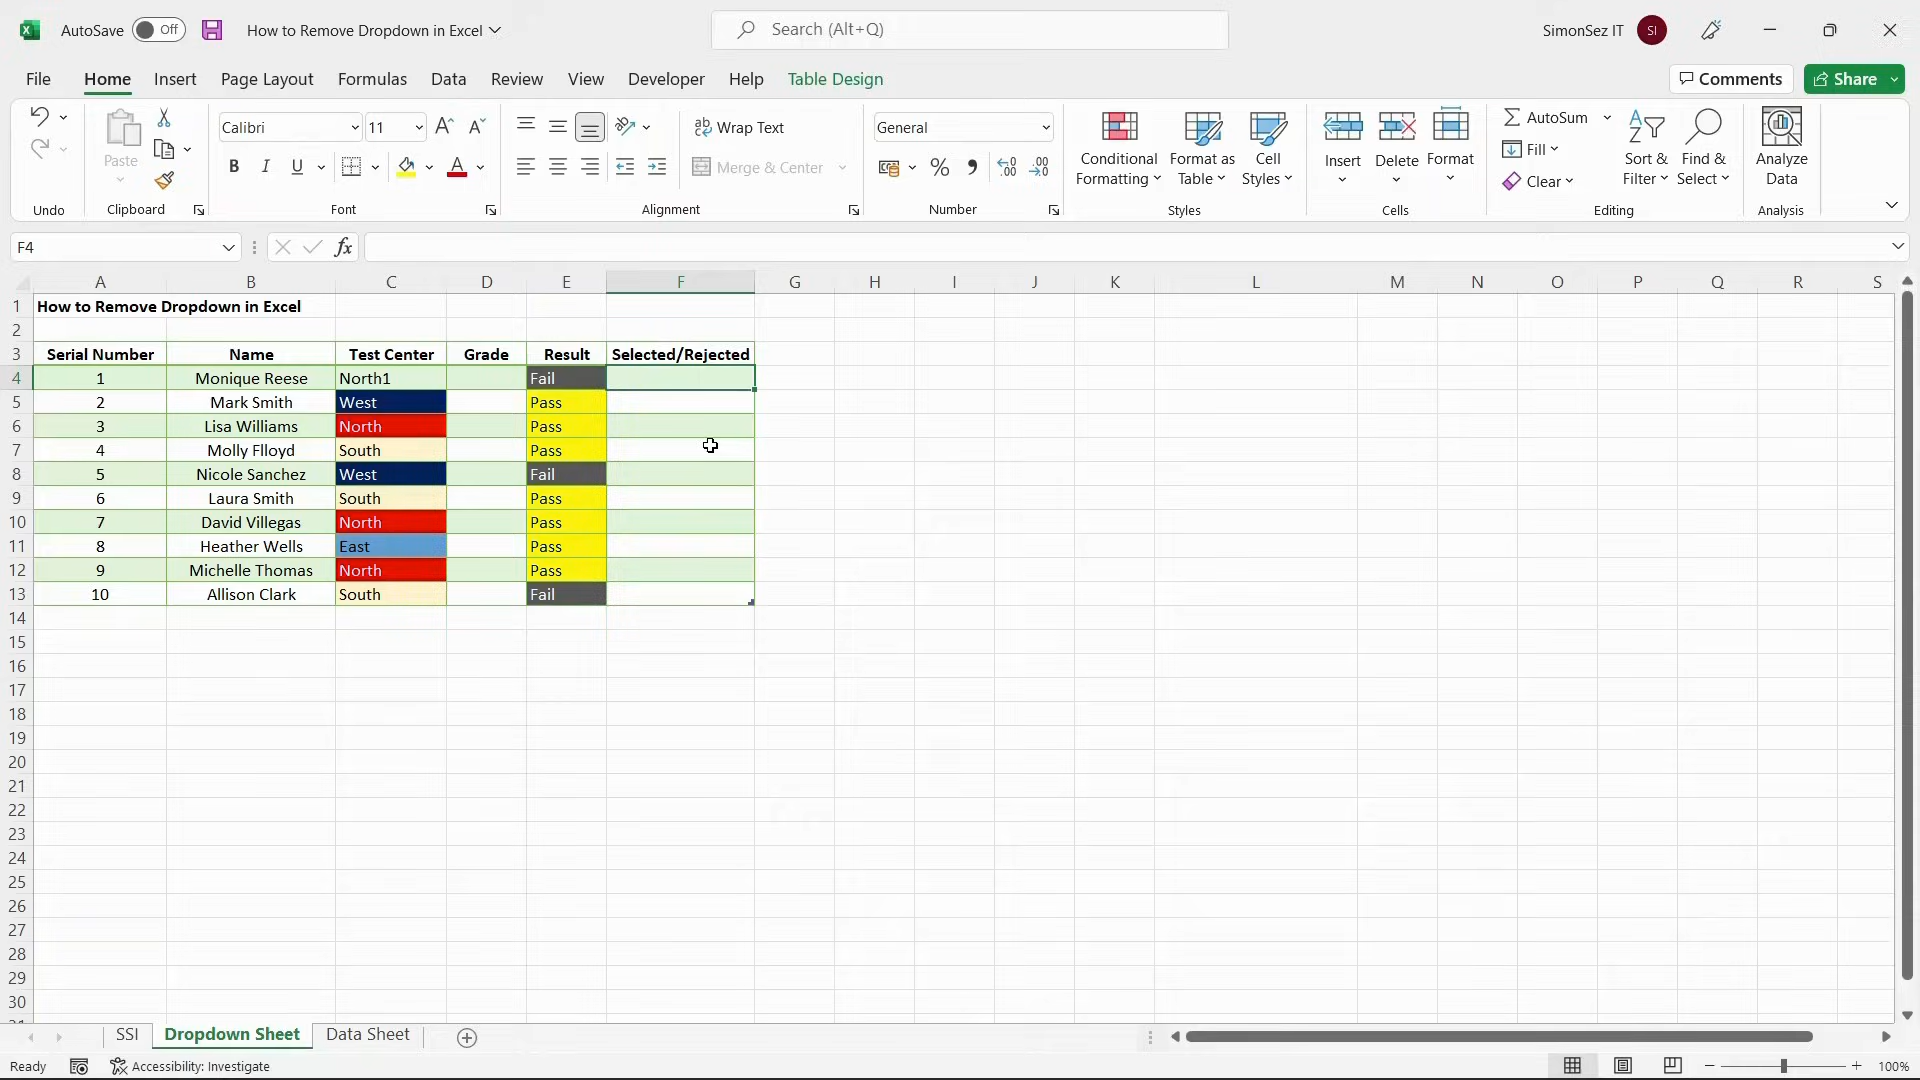 AutoSave Off How to Remove Dropdown in Excel Search (Alt+Q) SimonSez IT SI
File Home Insert Page Layout Formulas Data Review View Developer Help Table Design Comments Share
Paste Calibri 11 Wrap Text General Conditional Formatting Format as Table Cell Styles Insert Delete Format AutoSum Sort & Filter Find & Select Analyze Data
B I U Merge & Center Fill
Clear
Undo Clipboard Font Alignment Number Styles Cells Editing Analysis
F4 fx
A B C D E F G H I J K L M N O P Q R S
1 How to Remove Dropdown in Excel
2
3 Serial Number Name Test Center Grade Result Selected/Rejected
4 1 Monique Reese North1 Fail
5 2 Mark Smith West Pass
6 3 Lisa Williams North Pass
7 4 Molly Flloyd South Pass
8 5 Nicole Sanchez West Fail
9 6 Laura Smith South Pass
10 7 David Villegas North Pass
11 8 Heather Wells East Pass
12 9 Michelle Thomas North Pass
13 10 Allison Clark South Fail
14
15
16
17
18
19
20
21
22
23
24
25
26
27
28
29
30
SSI Dropdown Sheet Data Sheet
Ready Accessibility: Investigate 100%